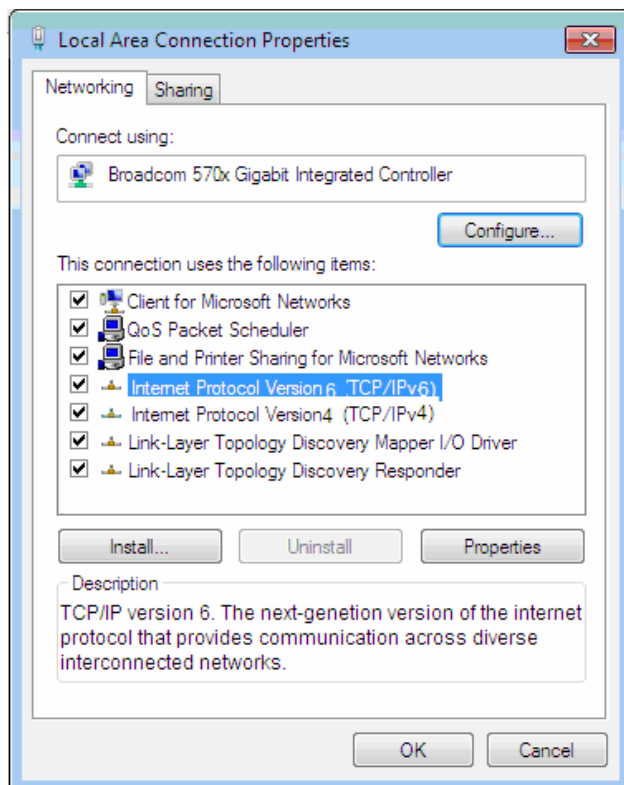 Local Area Connection Properties
Networking
Sharing
Connect using:
Broadcom 570x Gigabit Integrated Controller
Configure...
This connection uses the following items:
Client for Microsoft Networks
QoS Packet Scheduler
File and Printer Sharing for Microsoft Networks
Internet Protocol Version 6 .TCP/IPv6)
Internet Protocol Version4 (TCP/IPv4)
Link-Layer Topology Discovery Mapper I/O Driver
Link-Layer Topology Discovery Responder
Install...
Uninstall
Properties
Description
TCP/IP version 6. The next-genetion version of the internet
protocol that provides communication across diverse
interconnected networks.
OK
Cancel